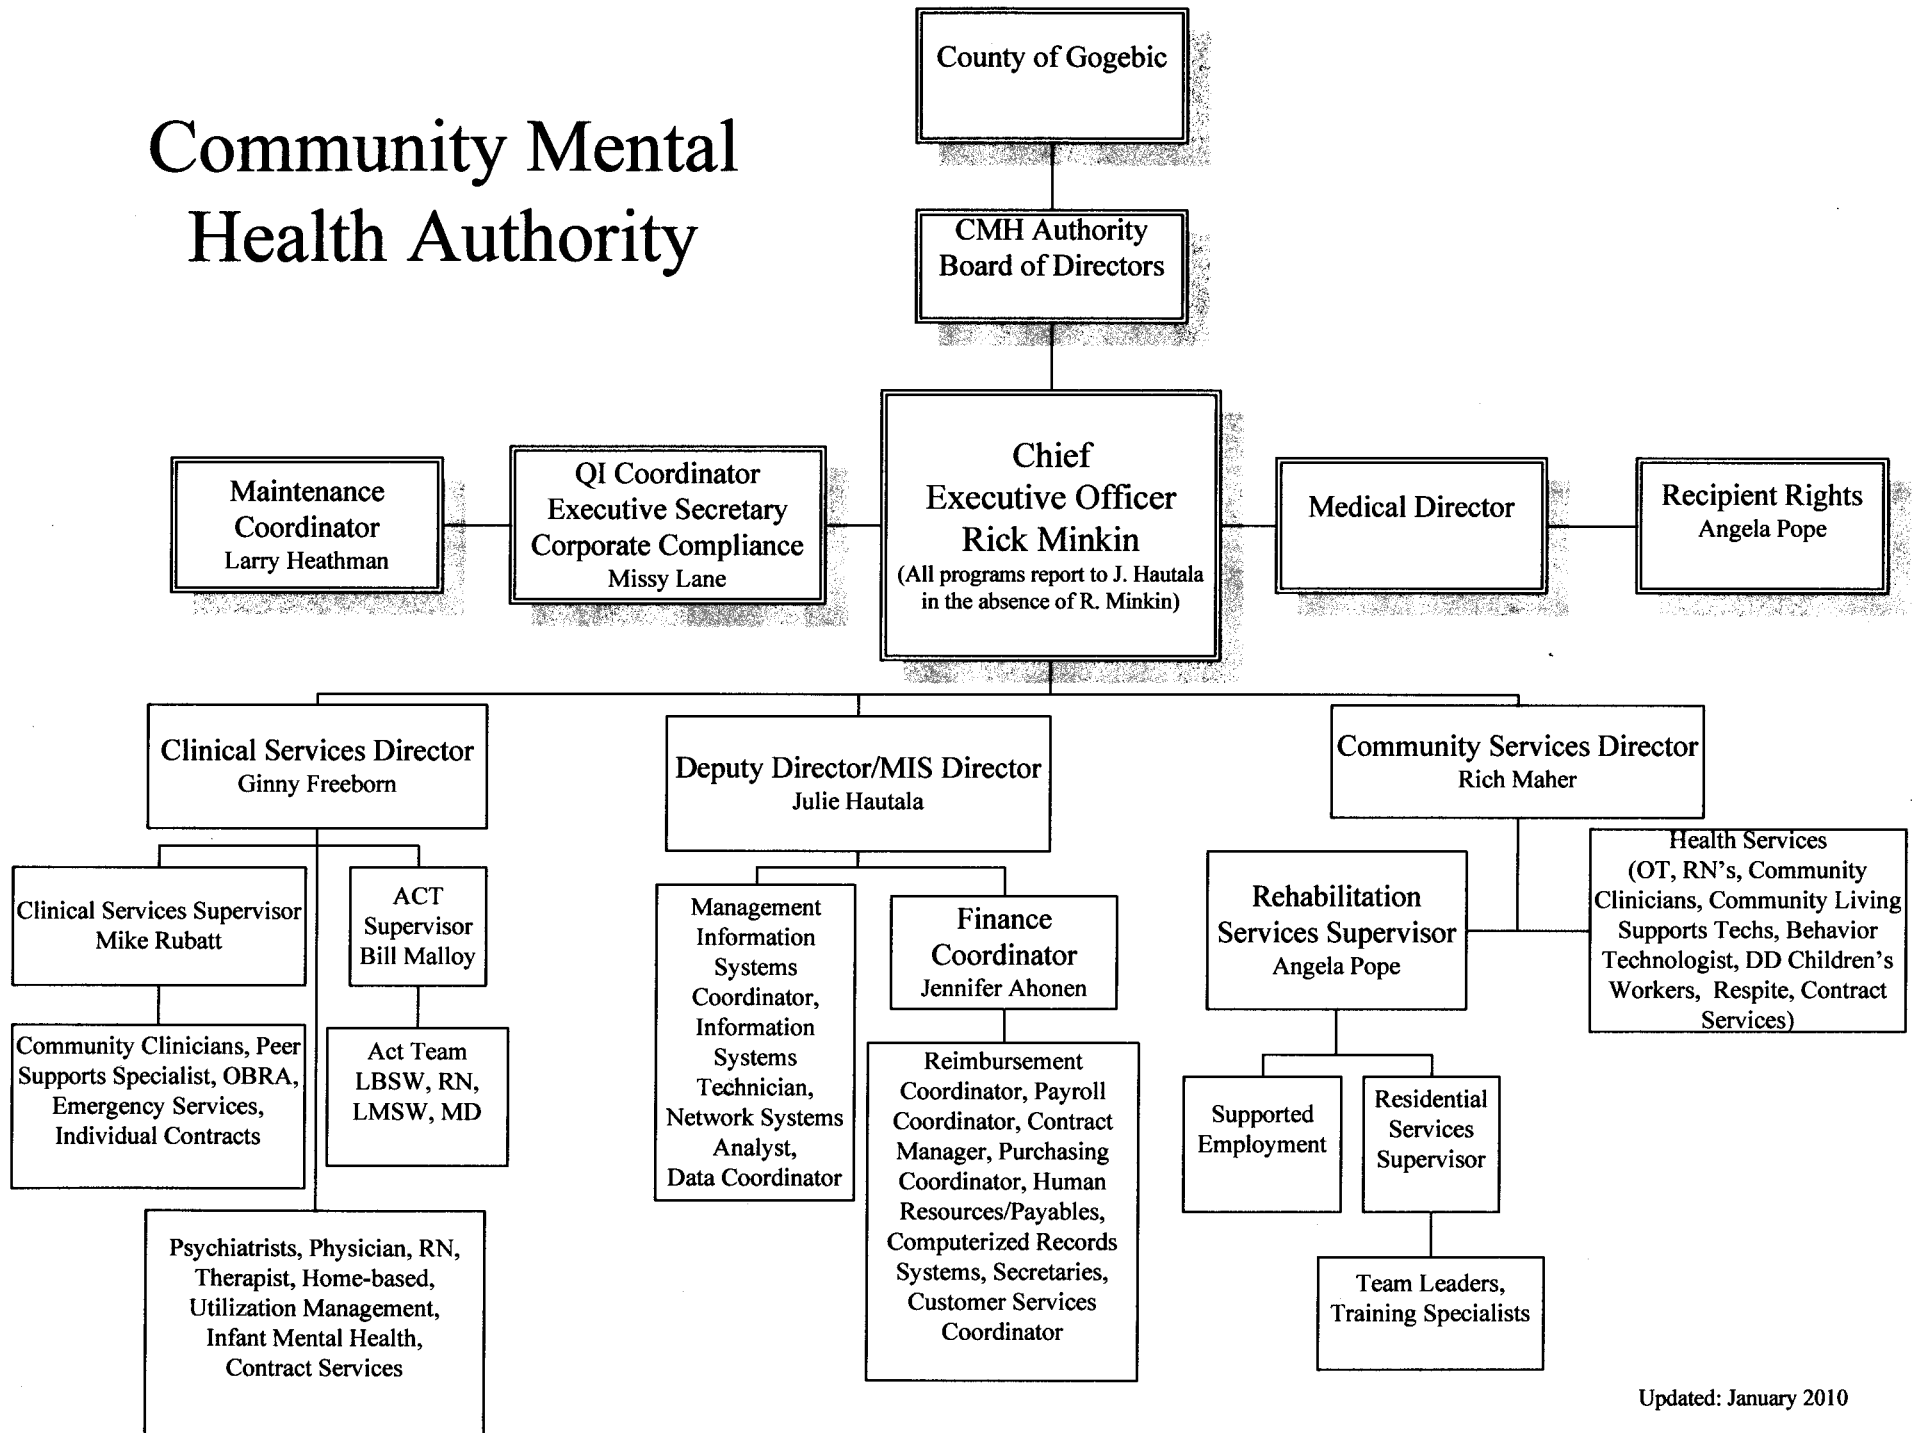 Community Mental
Health Authority
County of Gogebic
CMH Authority
Board of Directors
Maintenance
Coordinator
Larry Heathman
QI Coordinator
Executive Secretary
Corporate Compliance
Missy Lane
Chief
Executive Officer
Rick Minkin
(All programs report to J. Hautala
in the absence of R. Minkin)
Medical Director
Recipient Rights
Angela Pope
Clinical Services Director
Ginny Freeborn
Deputy Director/MIS Director
Julie Hautala
Community Services Director
Rich Maher
Clinical Services Supervisor
Mike Rubatt
ACT
Supervisor
Bill Malloy
Community Clinicians, Peer
Supports Specialist, OBRA,
Emergency Services,
Individual Contracts
Act Team
LBSW, RN,
LMSW, MD
Psychiatrists, Physician, RN,
Therapist, Home-based,
Utilization Management,
Infant Mental Health,
Contract Services
Management
Information
Systems
Coordinator,
Information
Systems
Technician,
Network Systems
Analyst,
Data Coordinator
Finance
Coordinator
Jennifer Ahonen
Reimbursement
Coordinator, Payroll
Coordinator, Contract
Manager, Purchasing
Coordinator, Human
Resources/Payables,
Computerized Records
Systems, Secretaries,
Customer Services
Coordinator
Rehabilitation
Services Supervisor
Angela Pope
Health Services
(OT, RN's, Community
Clinicians, Community Living
Supports Techs, Behavior
Technologist, DD Children's
Workers, Respite, Contract
Services)
Supported
Employment
Residential
Services
Supervisor
Team Leaders,
Training Specialists
Updated: January 2010